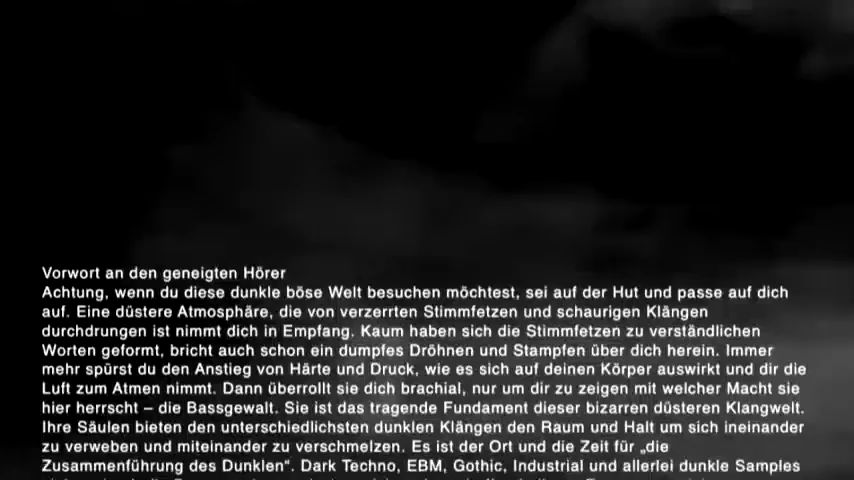 Vorwort an den geneigten Hörer
Achtung, wenn du diese dunkle böse Welt besuchen möchtest, sei auf der Hut und passe auf dich
auf. Eine düstere Atmosphäre, die von verzerrten Stimmfetzen und schaurigen Klängen
durchdrungen ist nimmt dich in Empfang. Kaum haben sich die Stimmfetzen zu verständlichen
Worten geformt, bricht auch schon ein dumpfes Dröhnen und Stampfen über dich herein. Immer
mehr spürst du den Anstieg von Härte und Druck, wie es sich auf deinen Körper auswirkt und dir die
Luft zum Atmen nimmt. Dann überrollt sie dich brachial, nur um dir zu zeigen mit welcher Macht sie
hier herrscht – die Bassgewalt. Sie ist das tragende Fundament dieser bizarren düsteren Klangwelt.
Ihre Säulen bieten den unterschiedlichsten dunklen Klängen den Raum und Halt um sich ineinander
zu verweben und miteinander zu verschmelzen. Es ist der Ort und die Zeit für „die
Zusammenführung des Dunklen“. Dark Techno, EBM, Gothic, Industrial und allerlei dunkle Samples